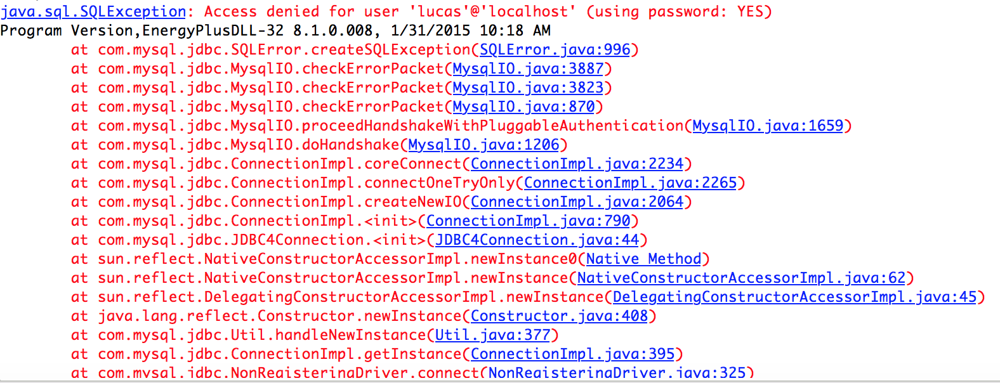 java.sql.SQLException: Access denied for user 'lucas'@'localhost' (using password: YES)
Program Version,EnergyPlusDLL-32 8.1.0.008, 1/31/2015 10:18 AM
at com.mysql.jdbc.SQLError.createSQLException(SQLError.java:996)
at com.mysql.jdbc.MysqlIO.checkErrorPacket(MysqlIO.java:3887)
at com.mysql.jdbc.MysqlIO.checkErrorPacket(MysqlIO.java:3823)
at com.mysql.jdbc.MysqlIO.checkErrorPacket(MysqlIO.java:870)
at com.mysql.jdbc.MysqlIO.proceedHandshakeWithPluggableAuthentication(MysqlIO.java:1659)
at com.mysql.jdbc.MysqlIO.doHandshake(MysqlIO.java:1206)
at com.mysql.jdbc.ConnectionImpl.coreConnect(ConnectionImpl.java:2234)
at com.mysql.jdbc.ConnectionImpl.connectOneTryOnly(ConnectionImpl.java:2265)
at com.mysql.jdbc.ConnectionImpl.createNewIO(ConnectionImpl.java:2064)
at com.mysql.jdbc.ConnectionImpl.<init>(ConnectionImpl.java:790)
at com.mysql.jdbc.JDBC4Connection.<init>(JDBC4Connection.java:44)
at sun.reflect.NativeConstructorAccessorImpl.newInstance0(Native Method)
at sun.reflect.NativeConstructorAccessorImpl.newInstance(NativeConstructorAccessorImpl.java:62)
at sun.reflect.DelegatingConstructorAccessorImpl.newInstance(DelegatingConstructorAccessorImpl.java:45)
at java.lang.reflect.Constructor.newInstance(Constructor.java:408)
at com.mysql.jdbc.Util.handleNewInstance(Util.java:377)
at com.mysql.jdbc.ConnectionImpl.getInstance(ConnectionImpl.java:395)
at com.mysql.jdbc.NonRegisteringDriver.connect(NonRegisteringDriver.java:325)